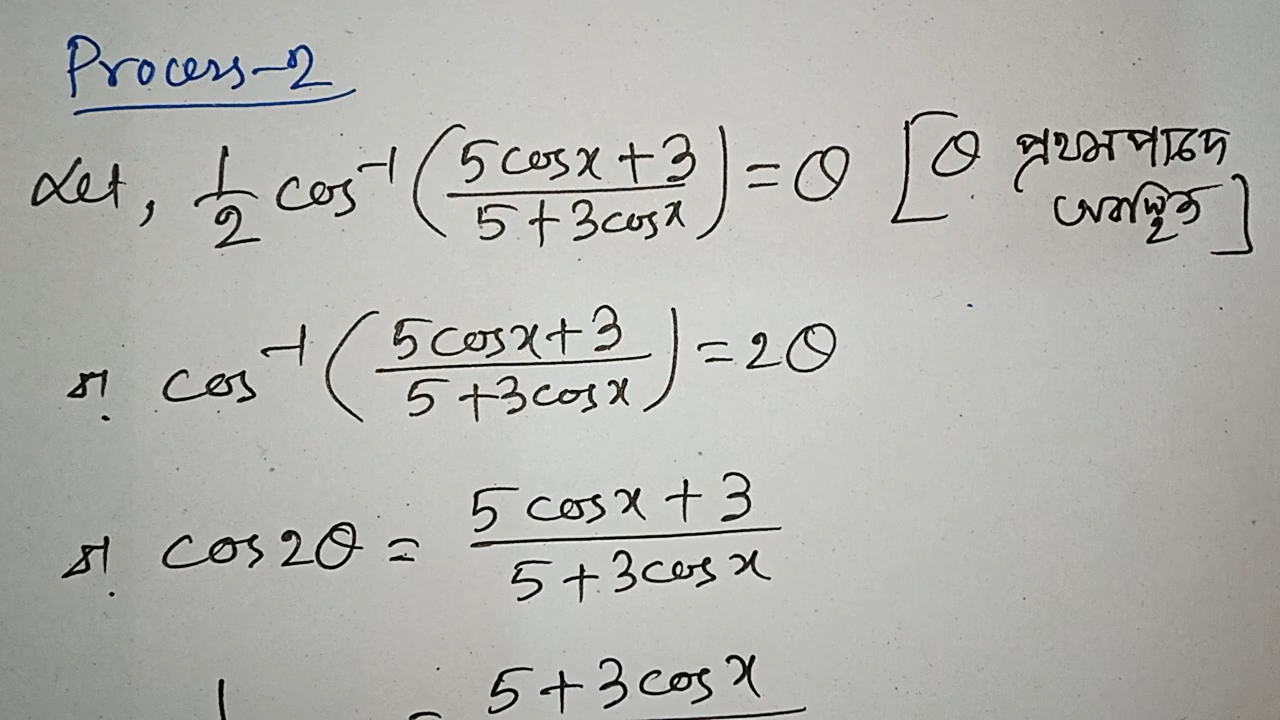 Process-2
Let, 1/2 cos⁻¹((5cosx+3)/(5+3cosx)) = θ [θ প্রথম পাদে অবস্থিত]
বা, cos⁻¹((5cosx+3)/(5+3cosx)) = 2θ
বা, cos2θ = (5cosx+3)/(5+3cosx)
= 5+3cosx